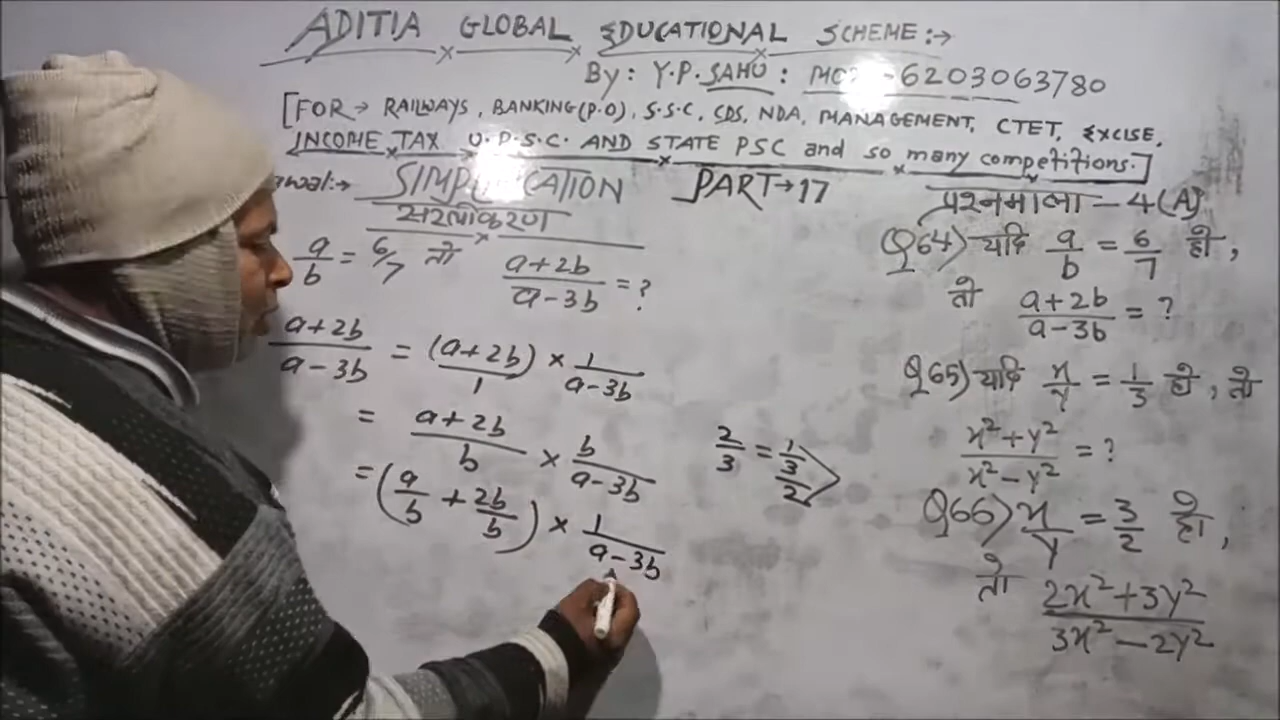 ADITIA GLOBAL EDUCATIONAL SCHEME:→
By: Y.P. SAHU: 6203063780
[FOR → RAILWAYS, BANKING(P.O), S.S.C, CDS, NDA, MANAGEMENT, CTET, EXCISE,
INCOME TAX U.P.S.C. AND STATE PSC and so many competitions.]
SIMPLIFICATION PART→17
सरलीकरण
a/b = 6/7 तो (a+2b)/(a-3b) = ?
(a+2b)/(a-3b) = (a+2b)/1 × 1/(a-3b)
= (a+2b)/b × b/(a-3b)
= (a/b + 2b/b) × 1/(a-3b)
2/3 = 1/(3/2)
प्रश्नमाला - 4(A)
Q64) यदि a/b = 6/7 हो,
तो (a+2b)/(a-3b) = ?
Q65) यदि x/y = 1/3 हो, तो
(x²+y²)/(x²-y²) = ?
Q66) x/y = 3/2 हो,
तो (2x²+3y²)/(3x²-2y²)